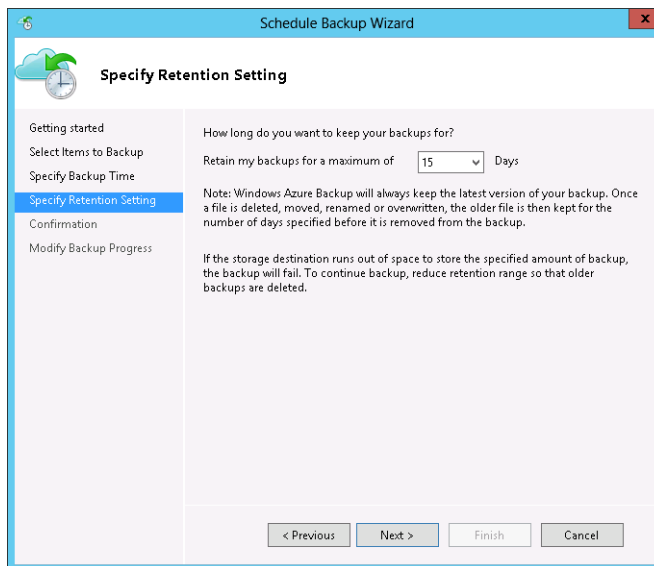 Schedule Backup Wizard
x
Specify Retention Setting
Getting started
Select Items to Backup
Specify Backup Time
Specify Retention Setting
Confirmation
Modify Backup Progress
How long do you want to keep your backups for?
Retain my backups for a maximum of 15 Days
Note: Windows Azure Backup will always keep the latest version of your backup. Once
a file is deleted, moved, renamed or overwritten, the older file is then kept for the
number of days specified before it is removed from the backup.
If the storage destination runs out of space to store the specified amount of backup,
the backup will fail. To continue backup, reduce retention range so that older
backups are deleted.
< Previous Next > Finish Cancel